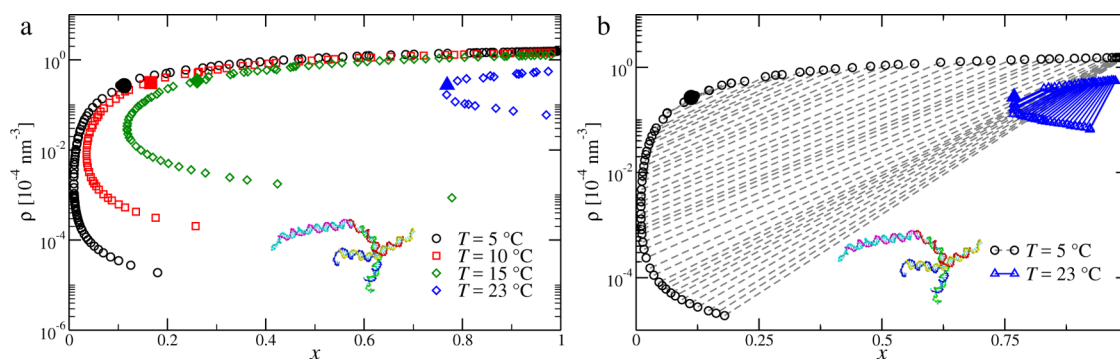 a
ρ [10⁻⁴ nm⁻³]
10⁰
10⁻²
10⁻⁴
10⁻⁶
0 0.2 0.4 0.6 0.8 1
x
T = 5 °C
T = 10 °C
T = 15 °C
T = 23 °C
b
ρ [10⁻⁴ nm⁻³]
10⁰
10⁻²
10⁻⁴
0 0.25 0.5 0.75
x
T = 5 °C
T = 23 °C